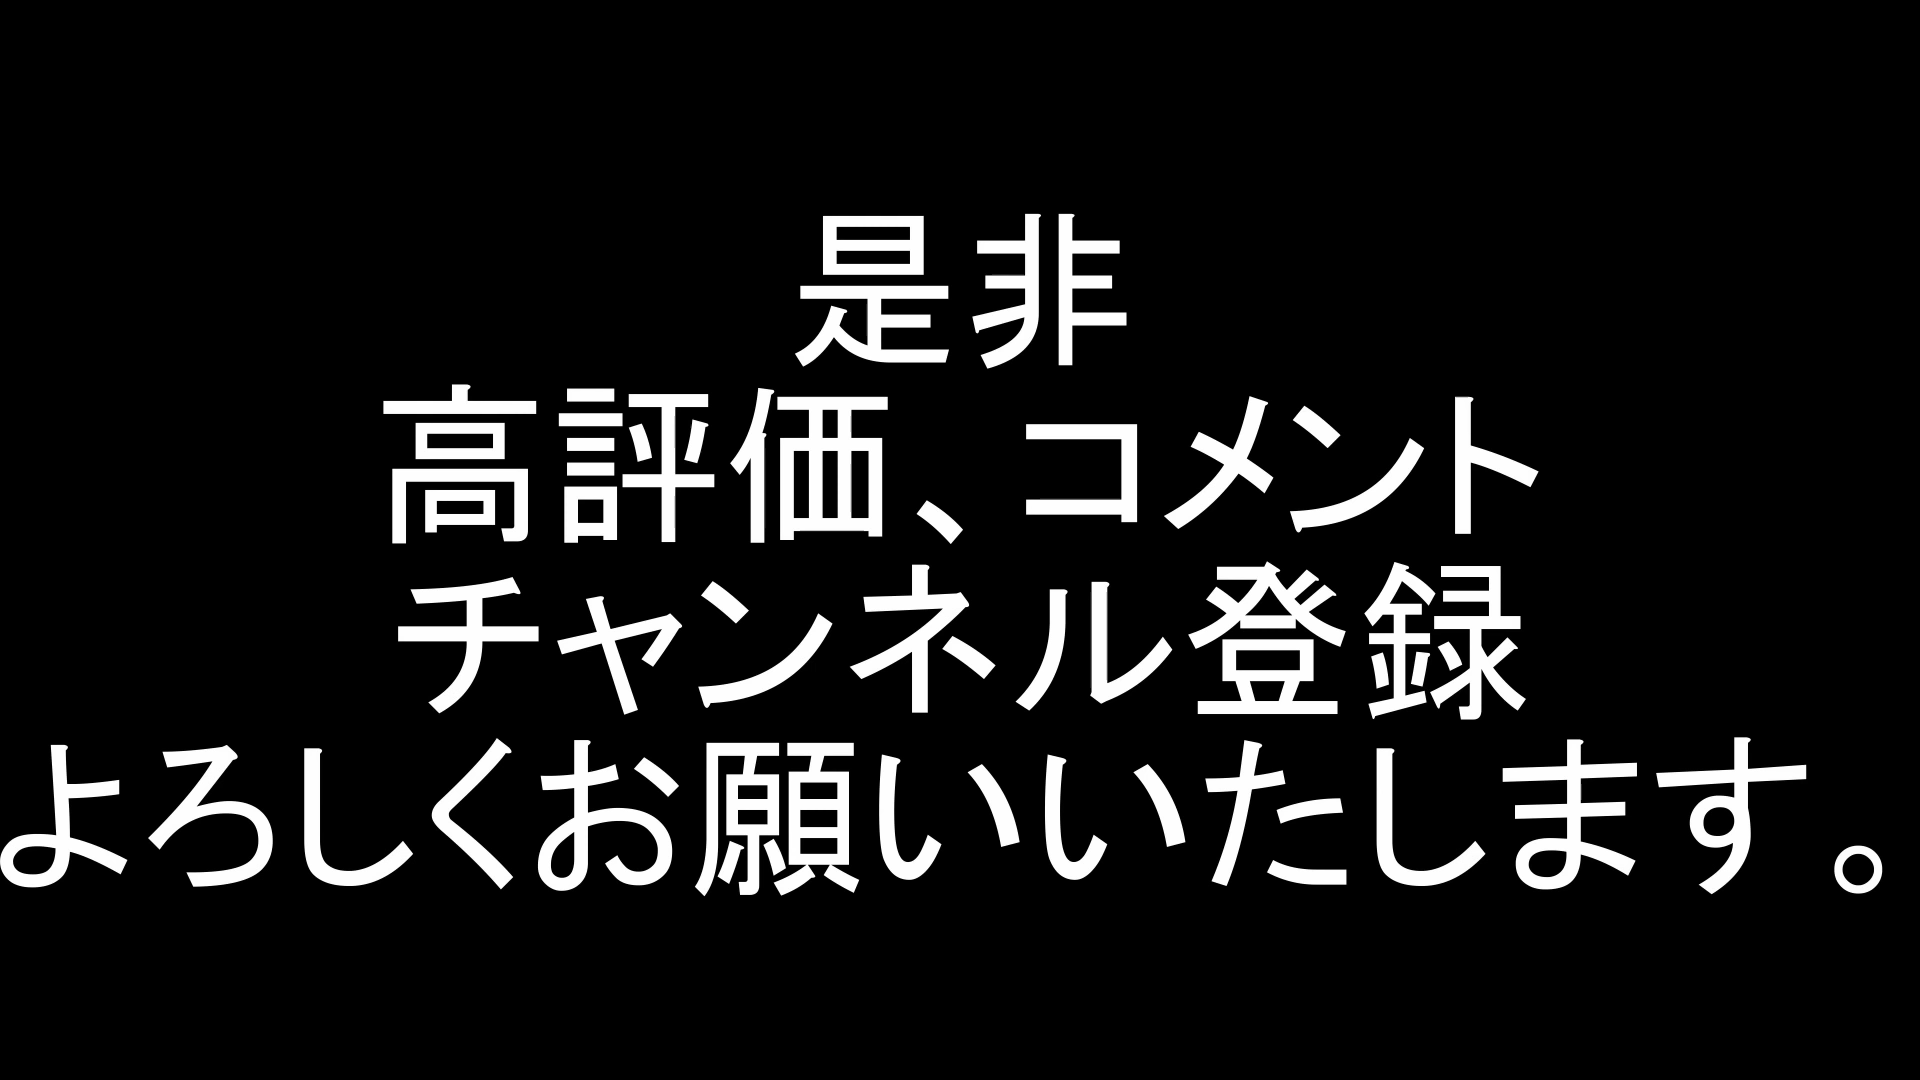 是非
高評価、コメント
チャンネル登録
よろしくお願いいたします。